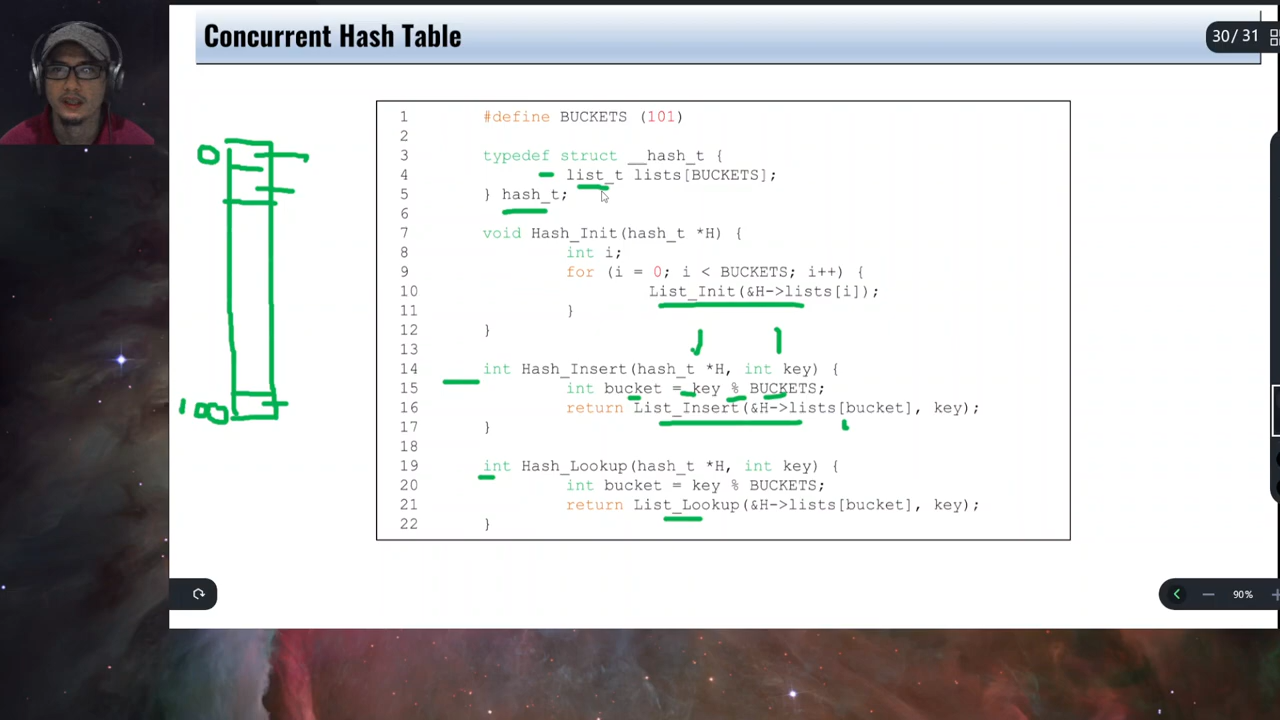 Concurrent Hash Table
30/ 31
0
100
1 #define BUCKETS (101)
2
3 typedef struct __hash_t {
4 list_t lists[BUCKETS];
5 } hash_t;
6
7 void Hash_Init(hash_t *H) {
8 int i;
9 for (i = 0; i < BUCKETS; i++) {
10 List_Init(&H->lists[i]);
11 }
12 }
13
14 int Hash_Insert(hash_t *H, int key) {
15 int bucket = key % BUCKETS;
16 return List_Insert(&H->lists[bucket], key);
17 }
18
19 int Hash_Lookup(hash_t *H, int key) {
20 int bucket = key % BUCKETS;
21 return List_Lookup(&H->lists[bucket], key);
22 }
90%